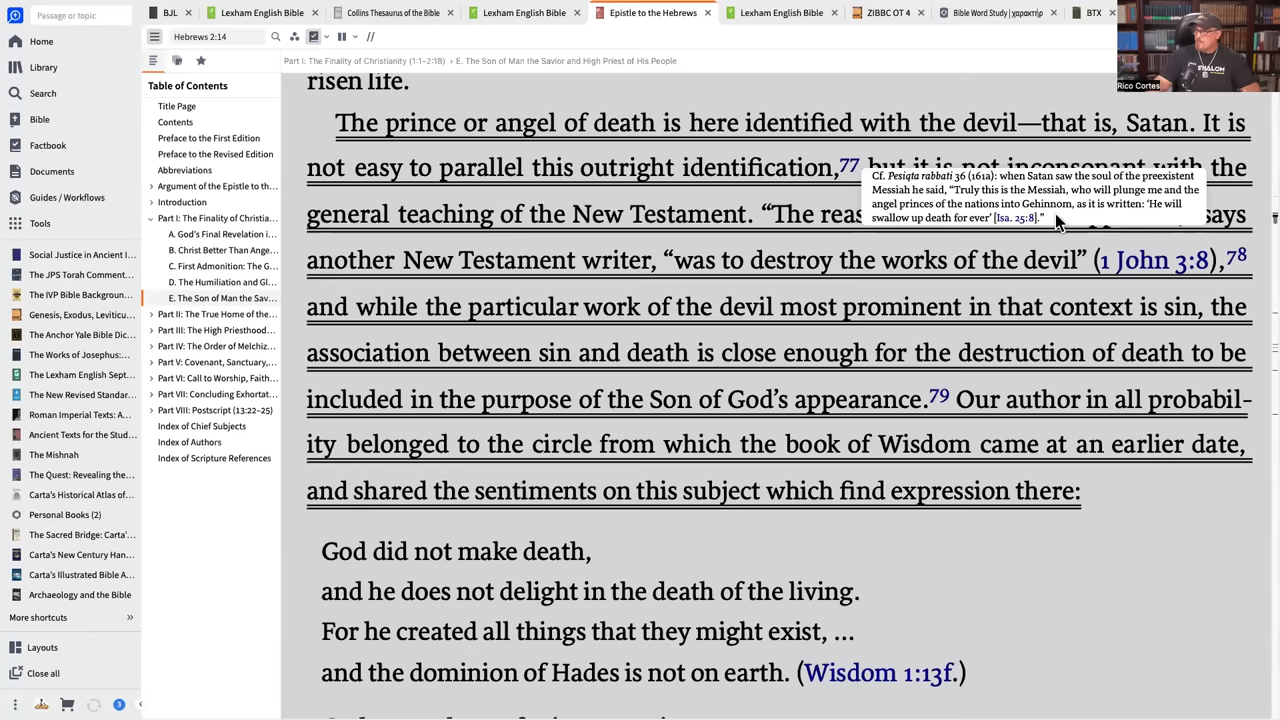 BJL
Lexham English Bible
Collins Thesaurus of the Bible
Lexham English Bible
Epistle to the Hebrews
Lexham English Bible
ZIBBC OT 4
Bible Word Study | χαρακτήρ
BTX
Passage or topic
Home
Library
Search
Bible
Factbook
Documents
Guides / Workflows
Tools
Social Justice in Ancient I...
The JPS Torah Comment...
The IVP Bible Backgroun...
Genesis, Exodus, Leviticu...
The Anchor Yale Bible Dic...
The Works of Josephus:...
The Lexham English Sept...
The New Revised Standar...
Roman Imperial Texts: A...
Ancient Texts for the Stud...
The Mishnah
The Quest: Revealing the...
Carta's Historical Atlas of...
Personal Books (2)
The Sacred Bridge: Carta'...
Carta's New Century Han...
Carta's Illustrated Bible A...
Archaeology and the Bible
More shortcuts
Layouts
Close all
3
Hebrews 2:14
Table of Contents
Title Page
Contents
Preface to the First Edition
Preface to the Revised Edition
Abbreviations
Argument of the Epistle to th...
Introduction
Part I: The Finality of Christia...
A. God's Final Revelation i...
B. Christ Better Than Ange...
C. First Admonition: The G...
D. The Humiliation and Gl...
E. The Son of Man the Sav...
Part II: The True Home of the...
Part III: The High Priesthood...
Part IV: The Order of Melchiz...
Part V: Covenant, Sanctuary,...
Part VI: Call to Worship, Faith...
Part VII: Concluding Exhortat...
Part VIII: Postscript (13:22–25)
Index of Chief Subjects
Index of Authors
Index of Scripture References
Part I: The Finality of Christianity (1:1–2:18) › E. The Son of Man the Savior and High Priest of His People
risen life.
The prince or angel of death is here identified with the devil—that is, Satan. It is
not easy to parallel this outright identification,77 but it is not inconsonant with the
general teaching of the New Testament. “The reas says
another New Testament writer, “was to destroy the works of the devil” (1 John 3:8),78
and while the particular work of the devil most prominent in that context is sin, the
association between sin and death is close enough for the destruction of death to be
included in the purpose of the Son of God’s appearance.79 Our author in all probabil-
ity belonged to the circle from which the book of Wisdom came at an earlier date,
and shared the sentiments on this subject which find expression there:
God did not make death,
and he does not delight in the death of the living.
For he created all things that they might exist, …
and the dominion of Hades is not on earth. (Wisdom 1:13f.)
Cf. Pesiqta rabbati 36 (161a): when Satan saw the soul of the preexistent
Messiah he said, “Truly this is the Messiah, who will plunge me and the
angel princes of the nations into Gehinnom, as it is written: ‘He will
swallow up death for ever’ [Isa. 25:8].”
SHALOM
Rico Cortes